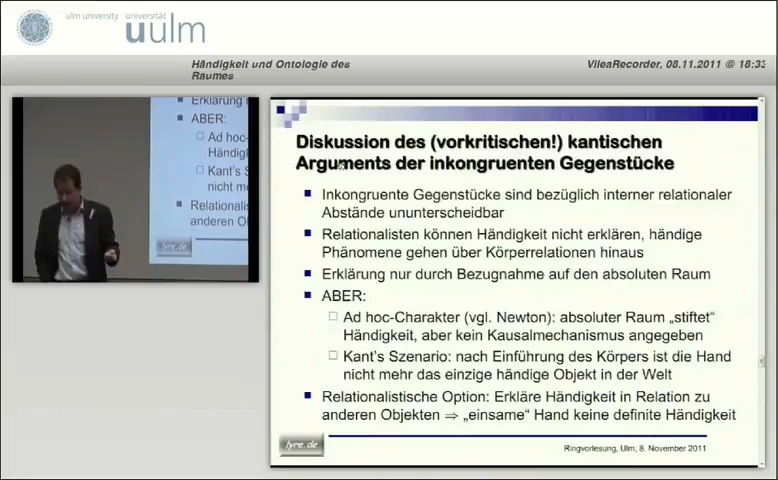 ulm university universität
uulm
Händigkeit und Ontologie des
Raumes
VileaRecorder, 08.11.2011 @ 18:33
Erklärung
ABER:
Ad hoc-
Händig
Kant's S
nicht me
Relationalis
anderen Ob
lyre.de
Diskussion des (vorkritischen!) kantischen
Arguments der inkongruenten Gegenstücke
Inkongruente Gegenstücke sind bezüglich interner relationaler
Abstände ununterscheidbar
Relationalisten können Händigkeit nicht erklären, händige
Phänomene gehen über Körperrelationen hinaus
Erklärung nur durch Bezugnahme auf den absoluten Raum
ABER:
Ad hoc-Charakter (vgl. Newton): absoluter Raum „stiftet"
Händigkeit, aber kein Kausalmechanismus angegeben
Kant's Szenario: nach Einführung des Körpers ist die Hand
nicht mehr das einzige händige Objekt in der Welt
Relationalistische Option: Erkläre Händigkeit in Relation zu
anderen Objekten ⇒ „einsame" Hand keine definite Händigkeit
lyre.de
Ringvorlesung, Ulm, 8. November 2011